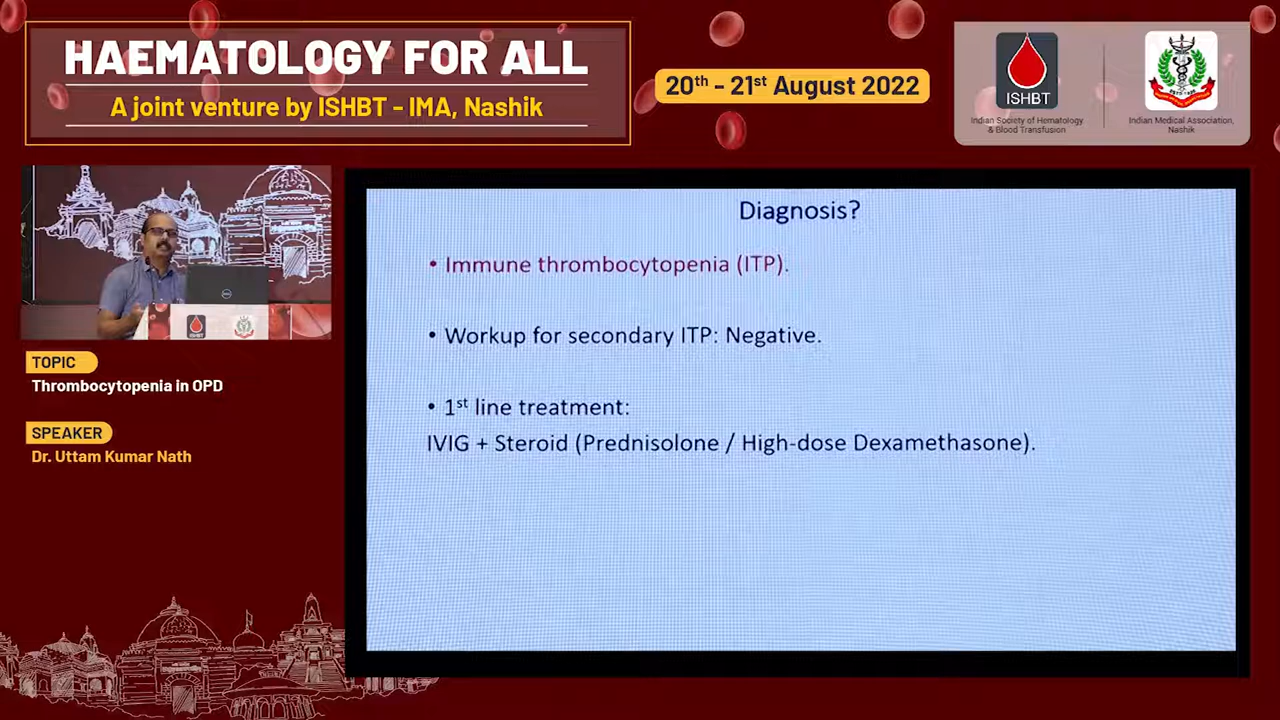 HAEMATOLOGY FOR ALL
A joint venture by ISHBT - IMA, Nashik
20th - 21st August 2022
ISHBT
Indian Society of Hematology
& Blood Transfusion
Indian Medical Association,
Nashik
TOPIC
Thrombocytopenia in OPD
SPEAKER
Dr. Uttam Kumar Nath
Diagnosis?
• Immune thrombocytopenia (ITP).
• Workup for secondary ITP: Negative.
• 1st line treatment:
IVIG + Steroid (Prednisolone / High-dose Dexamethasone).